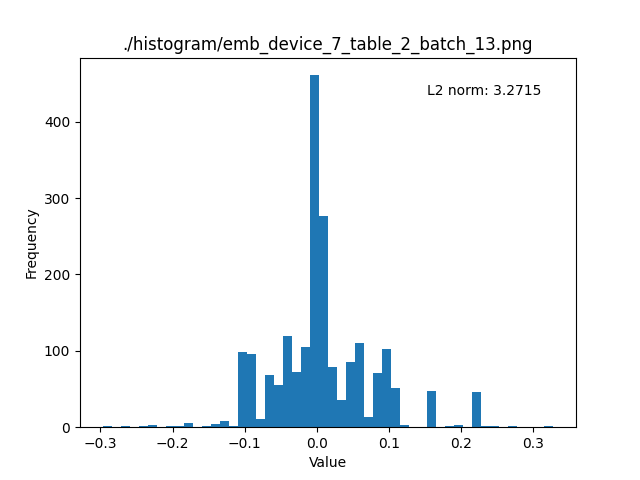 ./histogram/emb_device_7_table_2_batch_13.png
L2 norm: 3.2715
Frequency
400
300
200
100
0
−0.3 −0.2 −0.1 0.0 0.1 0.2 0.3
Value